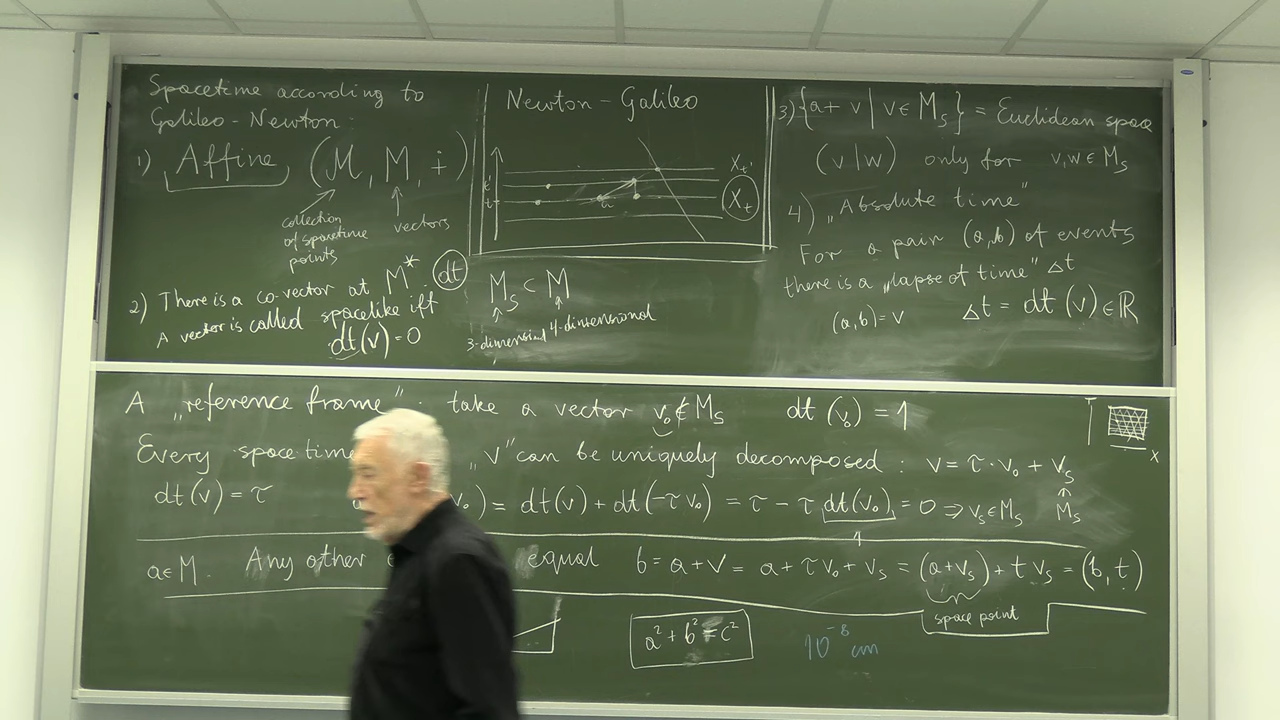 Spacetime according to
Galileo-Newton:
1) Affine (M, M, +)
collection
of spacetime
points
vectors
2) There is a co-vector at M* dt
A vector is called spacelike iff
dt(v) = 0
Newton - Galileo
t'
t
X_t'
X_t
M_S ⊂ M
3-dimensional
4-dimensional
3) {a + v | v ∈ M_S} = Euclidean space
(v | w) only for v, w ∈ M_S
4) „Absolute time"
For a pair (a, b) of events
there is a „lapse of time" Δt
(a, b) = v Δt = dt (v) ∈ ℝ
A „reference frame" : take a vector v₀ ∉ M_S dt (v₀) = 1
Every spacetime „v" can be uniquely decomposed : v = τ · v₀ + v_S
M_S
dt(v) = τ v₀) = dt(v) + dt(-τ v₀) = τ - τ dt(v₀) = 0 ⇒ v_S ∈ M_S
1
a ∈ M. Any other equal b = a + v = a + τ v₀ + v_S = (a + v_S) + t v_S = (b, t)
space point
a² + b² = c²
10⁻⁸ cm
x